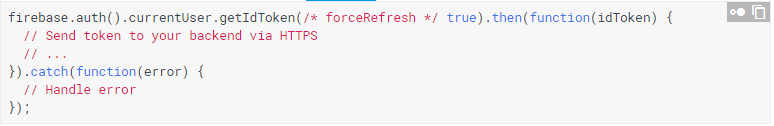 firebase.auth().currentUser.getIdToken(/* forceRefresh */ true).then(function(idToken) {
  // Send token to your backend via HTTPS
  // ...
}).catch(function(error) {
  // Handle error
});